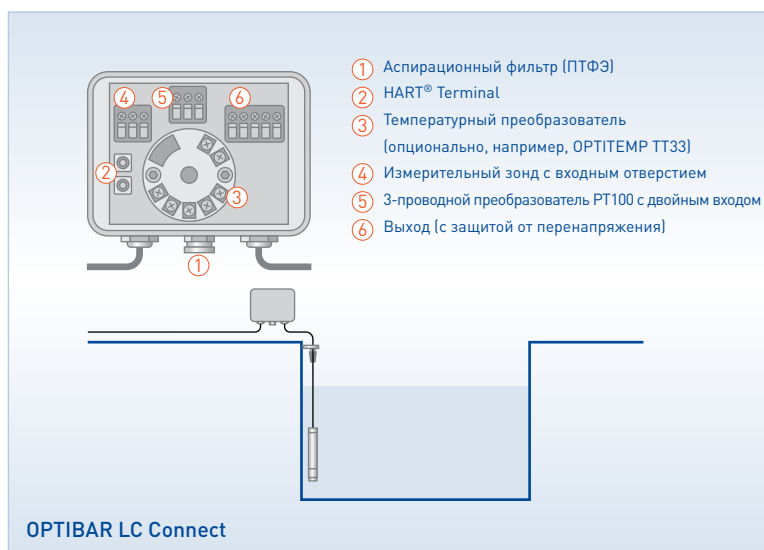 4
5
6
2
3
1
1 Аспирационный фильтр (ПТФЭ)
2 HART® Terminal
3 Температурный преобразователь
(опционально, например, OPTITEMP TT33)
4 Измерительный зонд с входным отверстием
5 3-проводной преобразователь PT100 с двойным входом
6 Выход (с защитой от перенапряжения)
OPTIBAR LC Connect